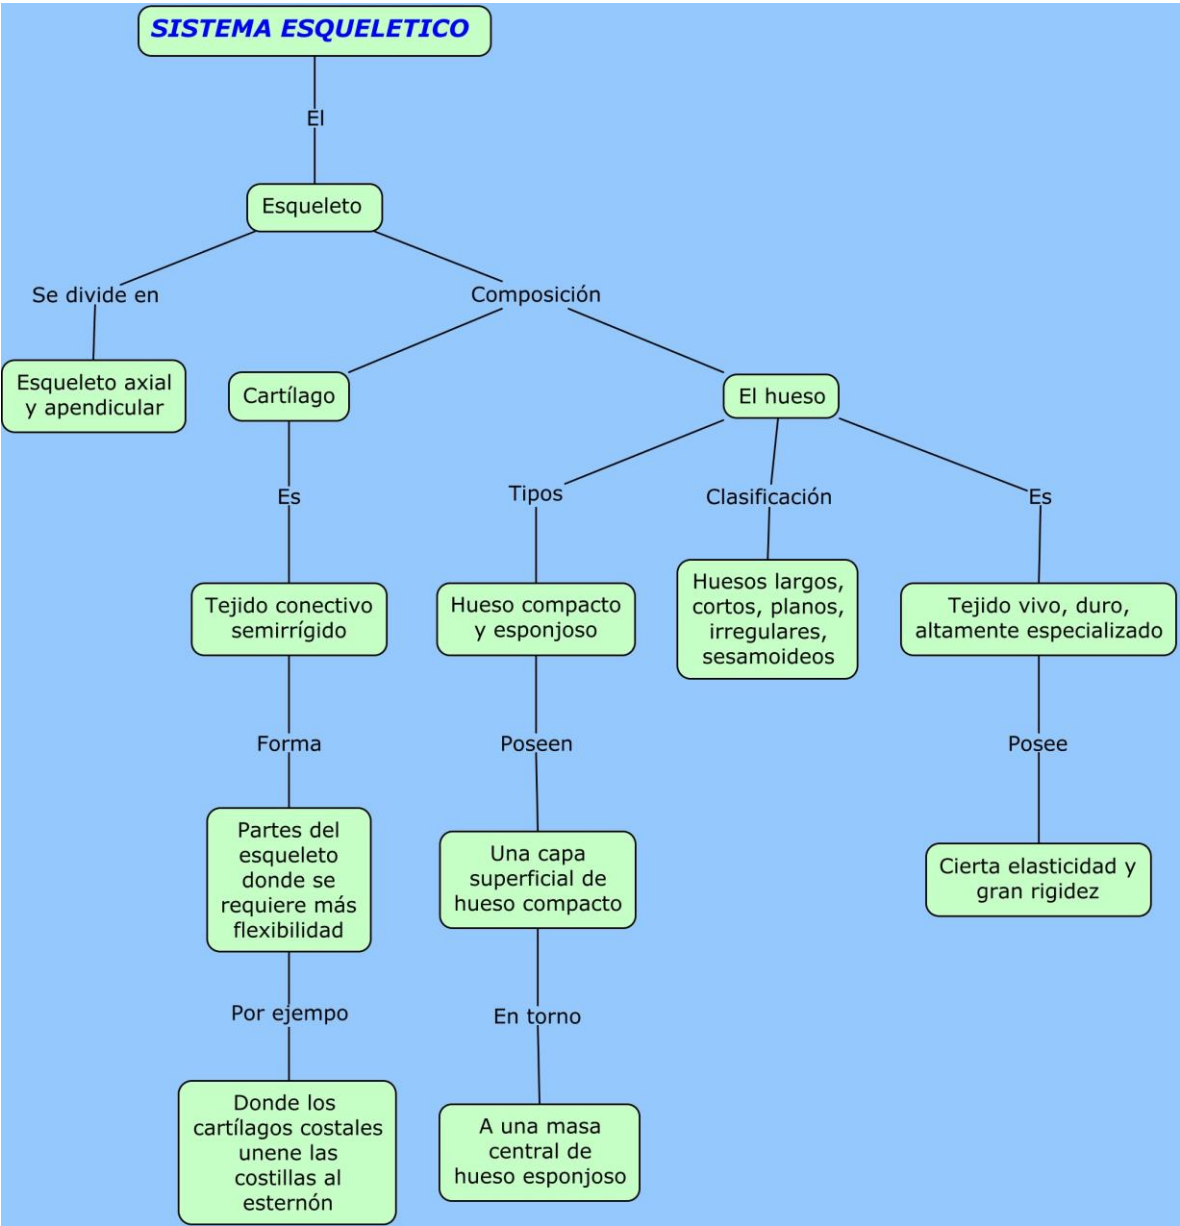 SISTEMA ESQUELETICO
El
Esqueleto
Se divide en
Composición
Esqueleto axial
y apendicular
Cartílago
El hueso
Es
Tipos
Clasificación
Es
Tejido conectivo
semirrígido
Hueso compacto
y esponjoso
Huesos largos,
cortos, planos,
irregulares,
sesamoideos
Tejido vivo, duro,
altamente especializado
Forma
Poseen
Posee
Partes del
esqueleto
donde se
requiere más
flexibilidad
Una capa
superficial de
hueso compacto
Cierta elasticidad y
gran rigidez
Por ejempo
En torno
Donde los
cartílagos costales
unene las
costillas al
esternón
A una masa
central de
hueso esponjoso